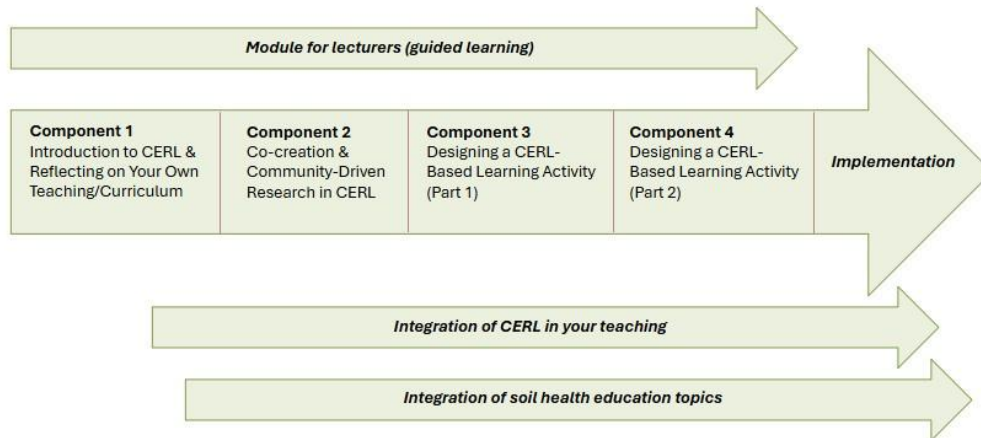 Module for lecturers (guided learning)
Component 1
Introduction to CERL &
Reflecting on Your Own
Teaching/Curriculum
Component 2
Co-creation &
Community-Driven
Research in CERL
Component 3
Designing a CERL-
Based Learning Activity
(Part 1)
Component 4
Designing a CERL-
Based Learning Activity
(Part 2)
Implementation
Integration of CERL in your teaching
Integration of soil health education topics